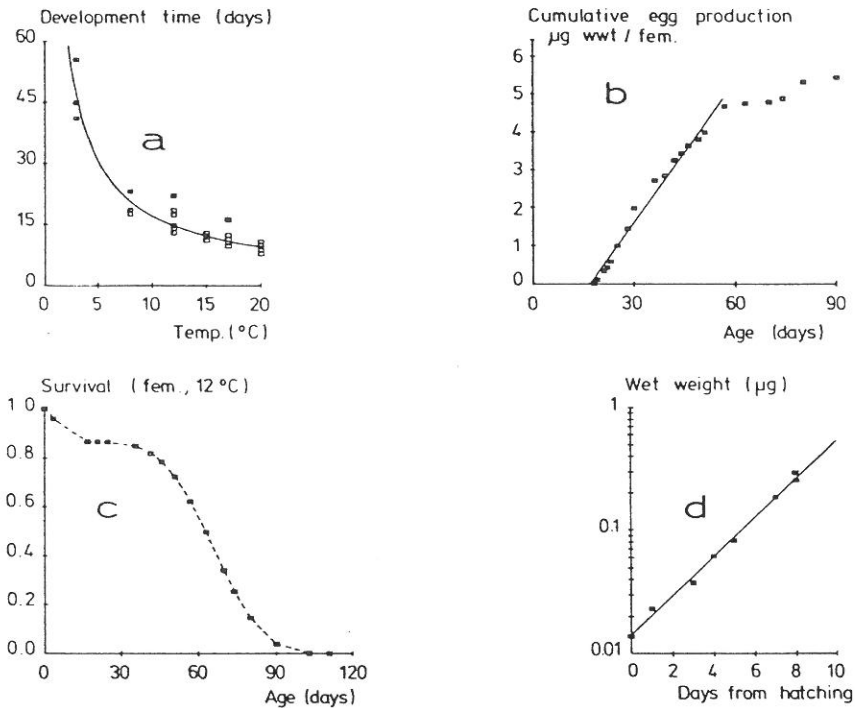 Development time (days)
60
45
30
15
0
a
0 5 10 15 20
Temp. (°C)
Cumulative egg production
µg wwt / fem.
6
5
4
3
2
1
0
b
0 30 60 90
Age (days)
Survival (fem., 12 °C)
1.0
0.8
0.6
0.4
0.2
0.0
c
0 30 60 90 120
Age (days)
Wet weight (µg)
1
0.1
0.01
d
0 2 4 6 8 10
Days from hatching